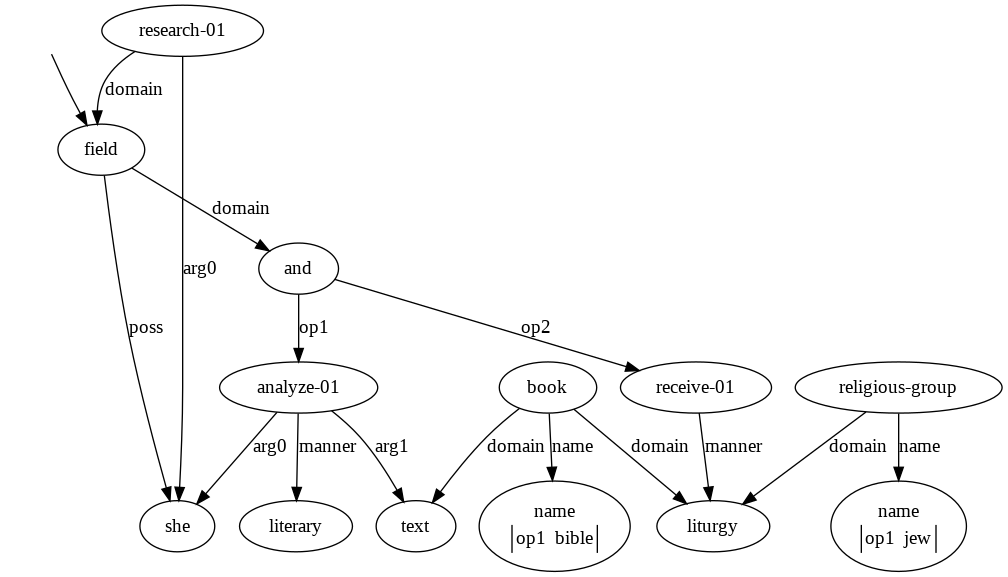 research-01
domain
field
domain
and
arg0
poss
op1
op2
analyze-01
book
receive-01
religious-group
arg0
manner
arg1
domain
name
domain
manner
domain
name
she
literary
text
name
op1 bible
liturgy
name
op1 jew